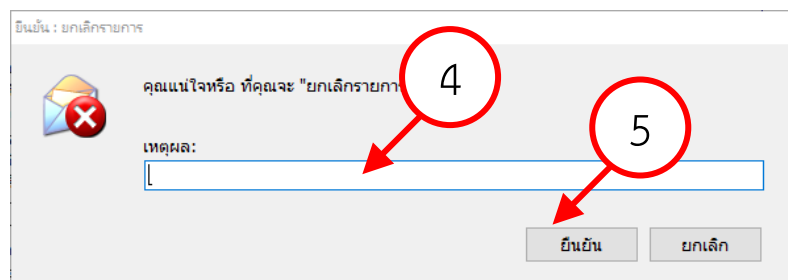 ยืนยัน : ยกเลิกรายการ
คุณแน่ใจหรือ ที่คุณจะ "ยกเลิกรายกา
4
5
เหตุผล:
ยืนยัน ยกเลิก